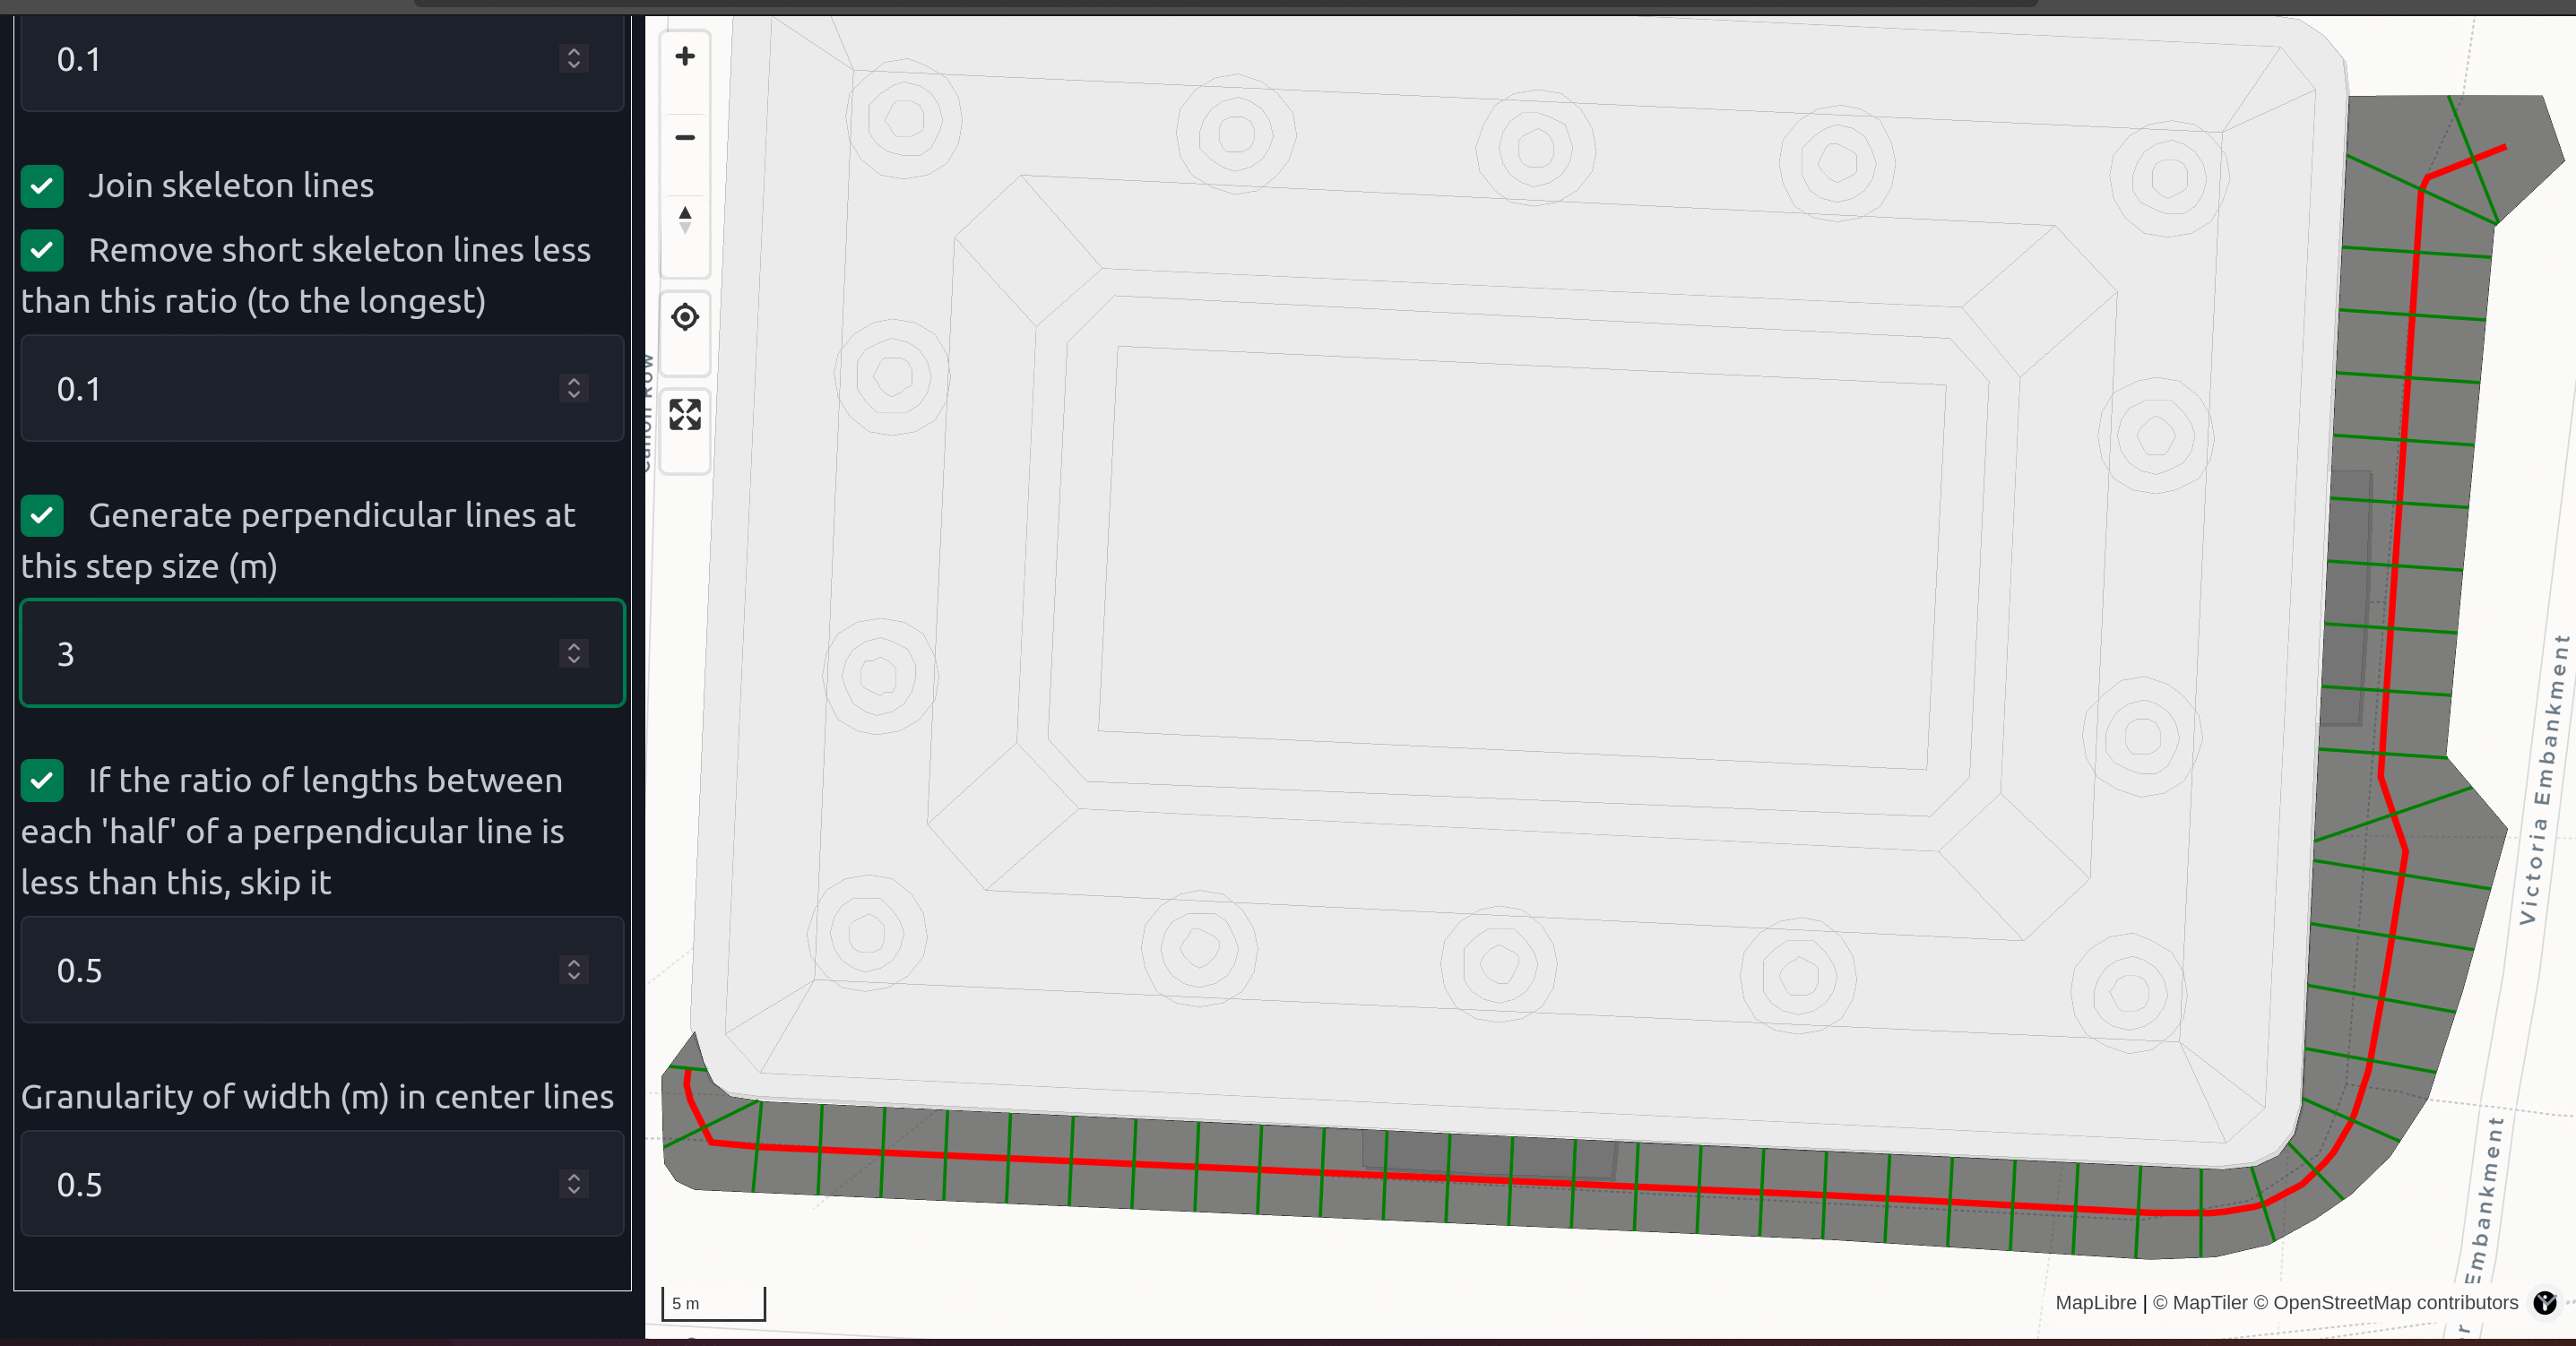 0.1
Join skeleton lines
Remove short skeleton lines less
than this ratio (to the longest)
0.1
Generate perpendicular lines at
this step size (m)
3
If the ratio of lengths between
each 'half' of a perpendicular line is
less than this, skip it
0.5
Granularity of width (m) in center lines
0.5
Victoria Embankment
Embankment
5 m
MapLibre | © MapTiler © OpenStreetMap contributors